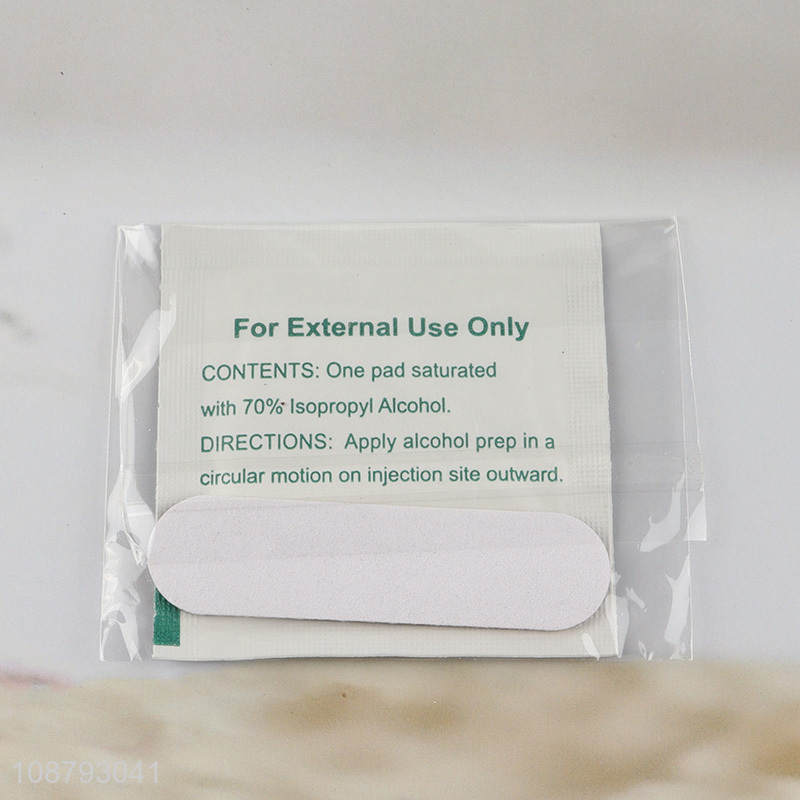 For External Use Only
CONTENTS: One pad saturated
with 70% Isopropyl Alcohol.
DIRECTIONS: Apply alcohol prep in a
circular motion on injection site outward.
108793041